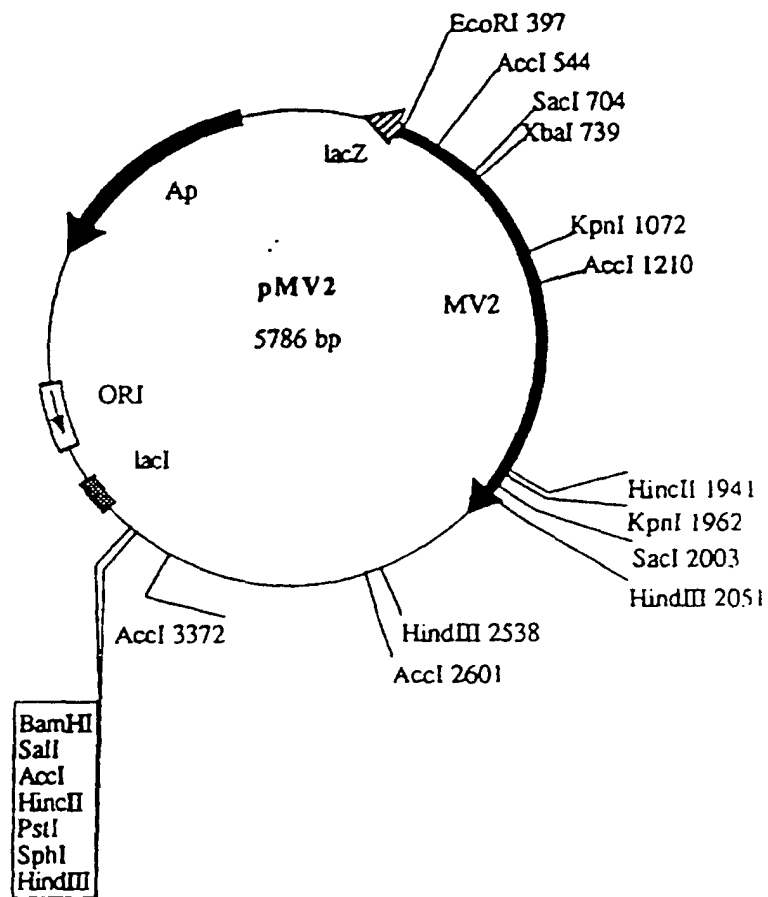 EcoRI 397
AccI 544
SacI 704
XbaI 739
lacZ
Ap
KpnI 1072
AccI 1210
pMV2
MV2
5786 bp
ORI
lacI
HincII 1941
KpnI 1962
SacI 2003
HindIII 2051
HindIII 2538
AccI 3372
AccI 2601
BamHI
SalI
AccI
HincII
PstI
SphI
HindIII